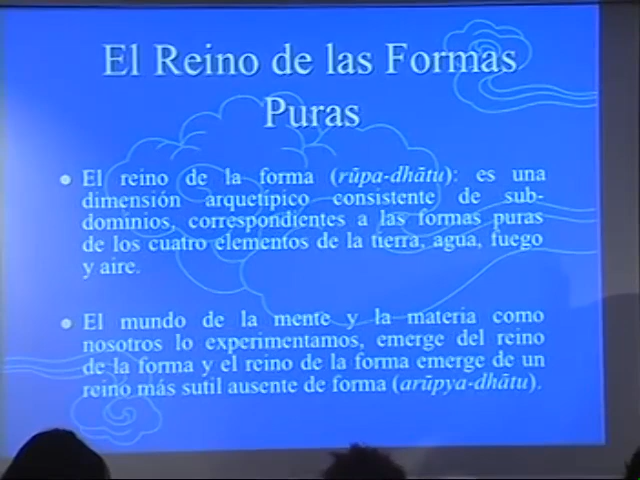 El Reino de las Formas
Puras
El reino de la forma (rūpa-dhātu): es una
dimensión arquetípico consistente de sub-
dominios, correspondientes a las formas puras
de los cuatro elementos de la tierra, agua, fuego
y aire.
El mundo de la mente y la materia como
nosotros lo experimentamos, emerge del reino
de la forma y el reino de la forma emerge de un
reino más sutil ausente de forma (arūpya-dhātu).